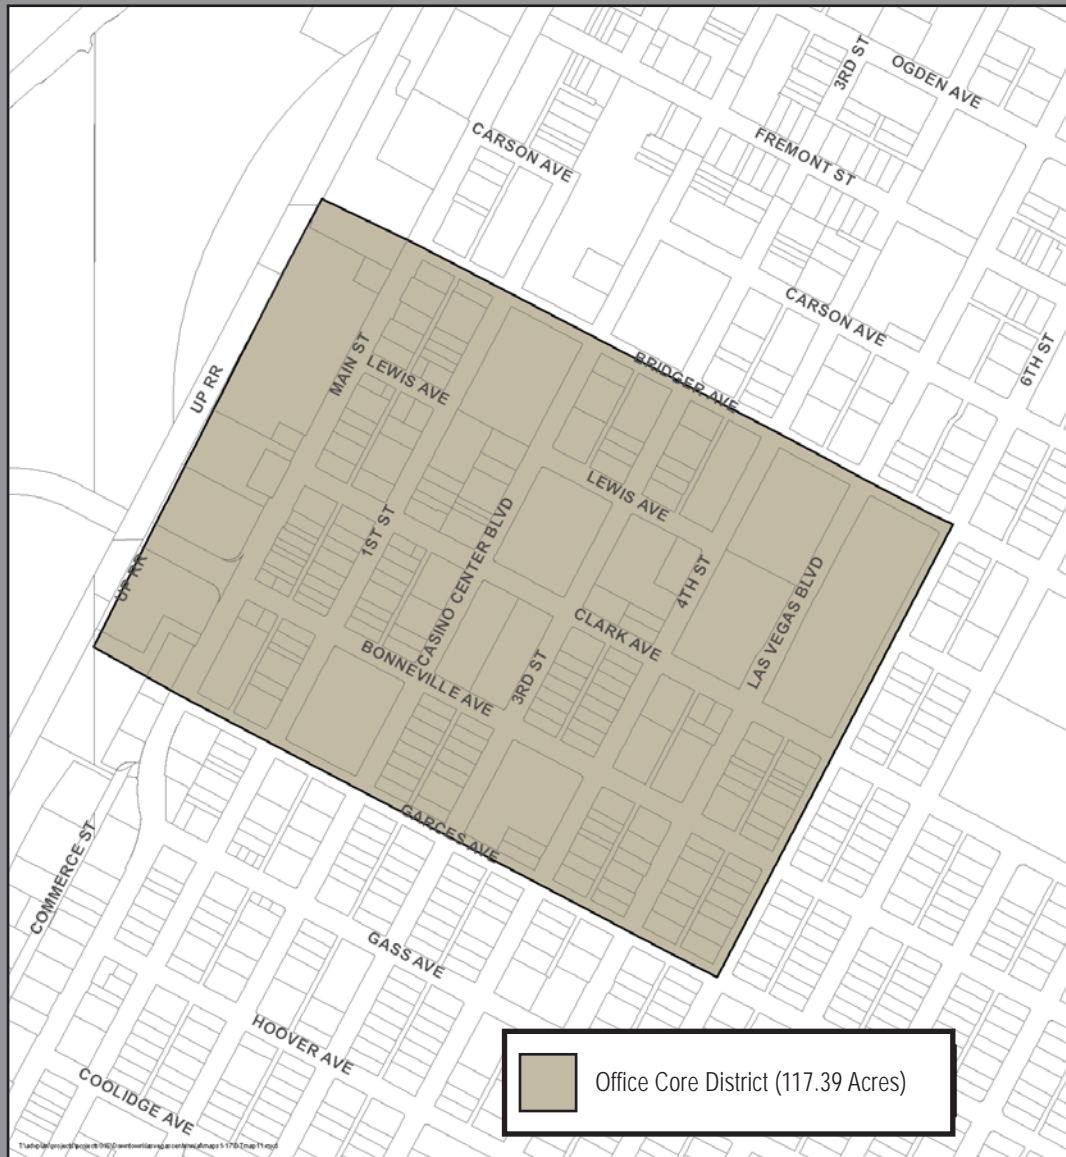 3RD ST
OGDEN AVE
CARSON AVE
FREMONT ST
CARSON AVE
6TH ST
BRIDGER AVE
MAIN ST
LEWIS AVE
UP RR
LEWIS AVE
1ST ST
CASINO CENTER BLVD
4TH ST
LAS VEGAS BLVD
UP RR
CLARK AVE
BONNEVILLE AVE
3RD ST
GARCES AVE
COMMERCE ST
GASS AVE
HOOVER AVE
COOLIDGE AVE
Office Core District (117.39 Acres)